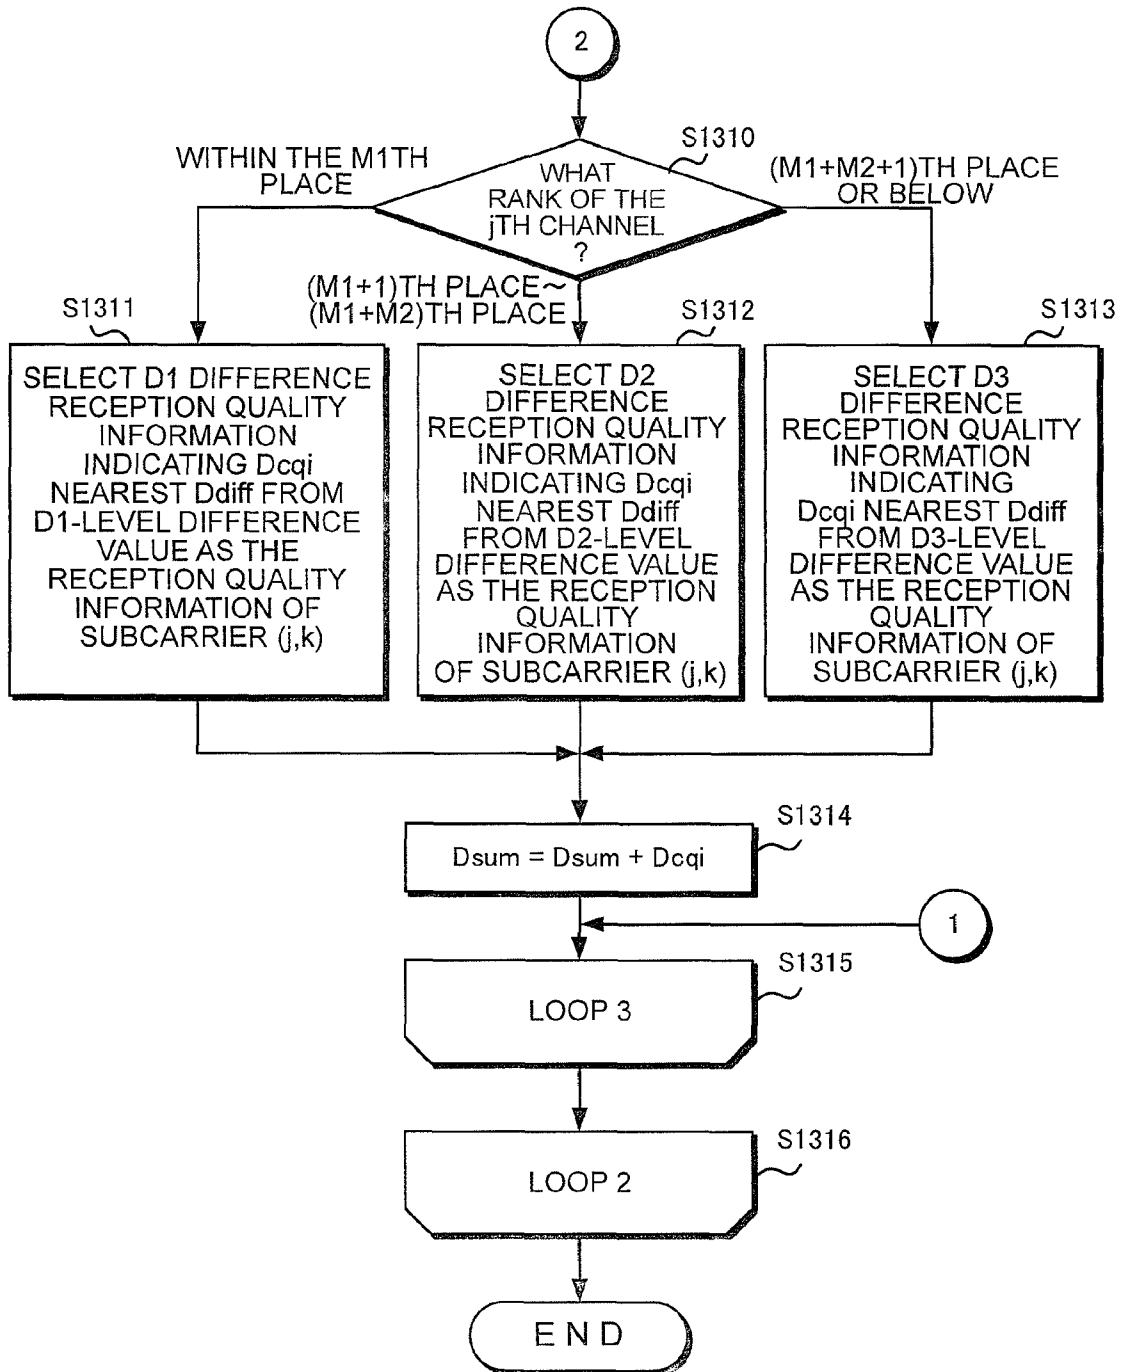 2
S1310
WITHIN THE M1TH
PLACE
WHAT
RANK OF THE
jTH CHANNEL
?
(M1+M2+1)TH PLACE
OR BELOW
(M1+1)TH PLACE~
(M1+M2)TH PLACE
S1311
SELECT D1 DIFFERENCE
RECEPTION QUALITY
INFORMATION
INDICATING Dcqi
NEAREST Ddiff FROM
D1-LEVEL DIFFERENCE
VALUE AS THE
RECEPTION QUALITY
INFORMATION OF
SUBCARRIER (j,k)
S1312
SELECT D2
DIFFERENCE
RECEPTION QUALITY
INFORMATION
INDICATING Dcqi
NEAREST Ddiff
FROM D2-LEVEL
DIFFERENCE VALUE
AS THE RECEPTION
QUALITY
INFORMATION
OF SUBCARRIER (j,k)
S1313
SELECT D3
DIFFERENCE
RECEPTION QUALITY
INFORMATION
INDICATING
Dcqi NEAREST Ddiff
FROM D3-LEVEL
DIFFERENCE VALUE
AS THE RECEPTION
QUALITY
INFORMATION OF
SUBCARRIER (j,k)
S1314
Dsum = Dsum + Dcqi
1
S1315
LOOP 3
S1316
LOOP 2
END